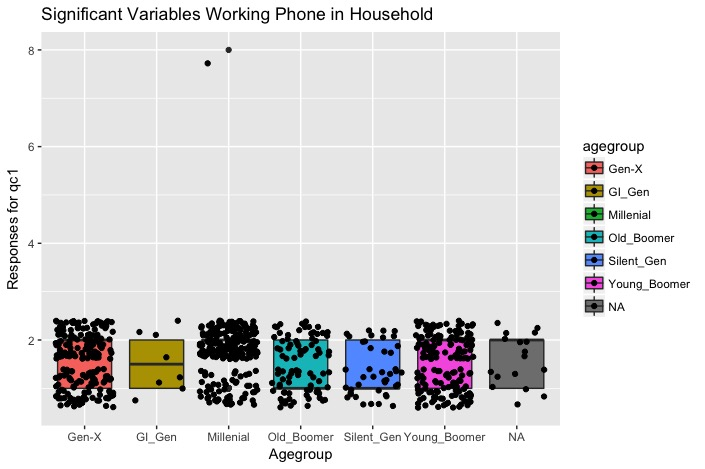 Significant Variables Working Phone in Household
8
6
4
2
Responses for qc1
Gen-X GI_Gen Millenial Old_Boomer Silent_Gen Young_Boomer NA
Agegroup
agegroup
Gen-X
GI_Gen
Millenial
Old_Boomer
Silent_Gen
Young_Boomer
NA